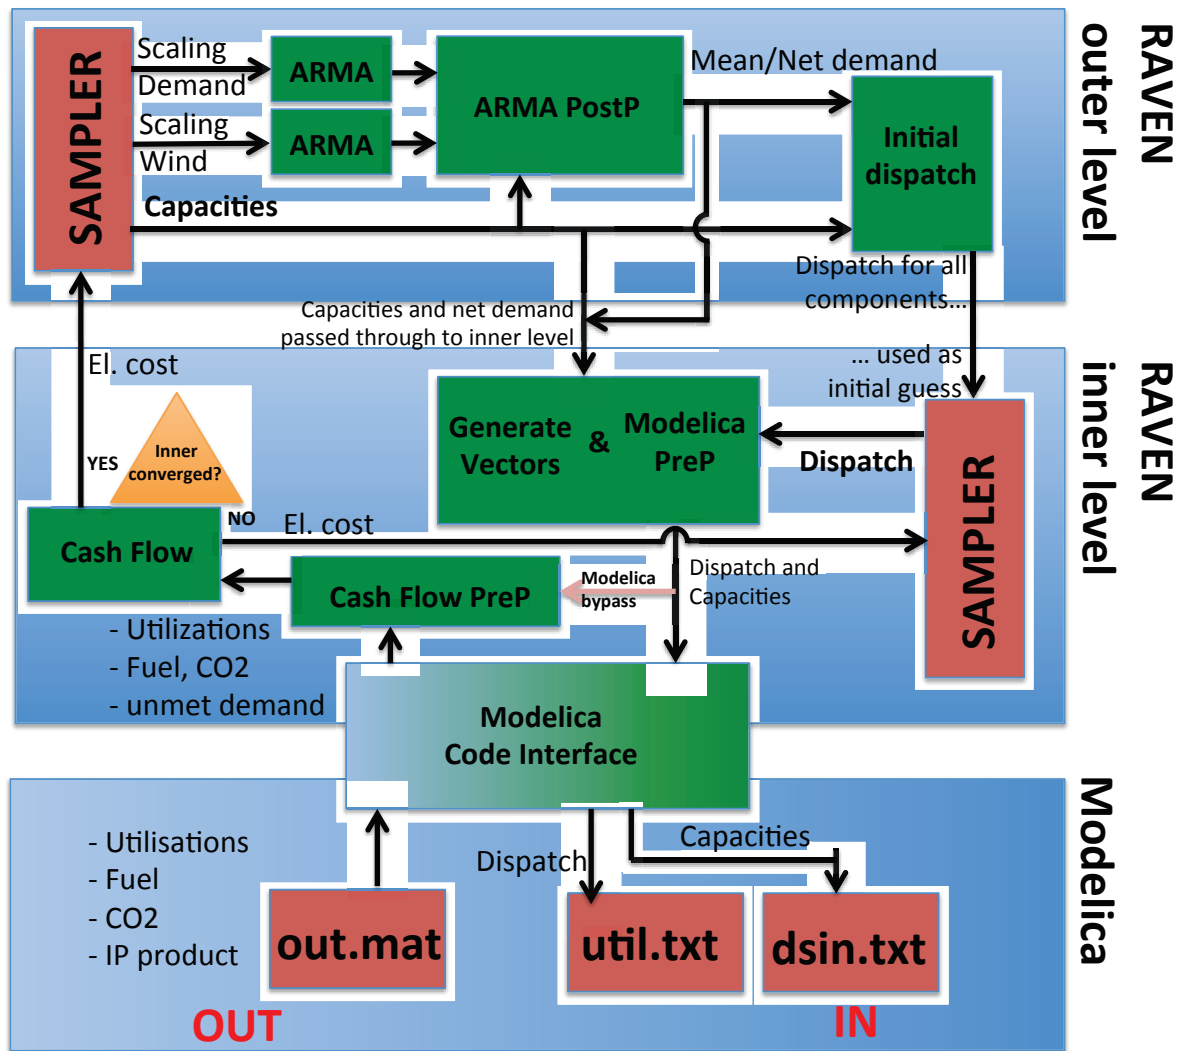 RAVEN
outer level
SAMPLER
Scaling
Demand
ARMA
Scaling
Wind
ARMA
ARMA PostP
Mean/Net demand
Initial
dispatch
Capacities
Dispatch for all
components...
Capacities and net demand
passed through to inner level
RAVEN
inner level
El. cost
... used as
initial guess
YES
Inner
converged?
NO
Generate
Vectors
&
Modelica
PreP
Dispatch
SAMPLER
Cash Flow
El. cost
Cash Flow PreP
Modelica
bypass
Dispatch and
Capacities
- Utilizations
- Fuel, CO2
- unmet demand
Modelica
Code Interface
Modelica
- Utilisations
- Fuel
- CO2
- IP product
Dispatch
Capacities
out.mat
util.txt
dsin.txt
OUT
IN